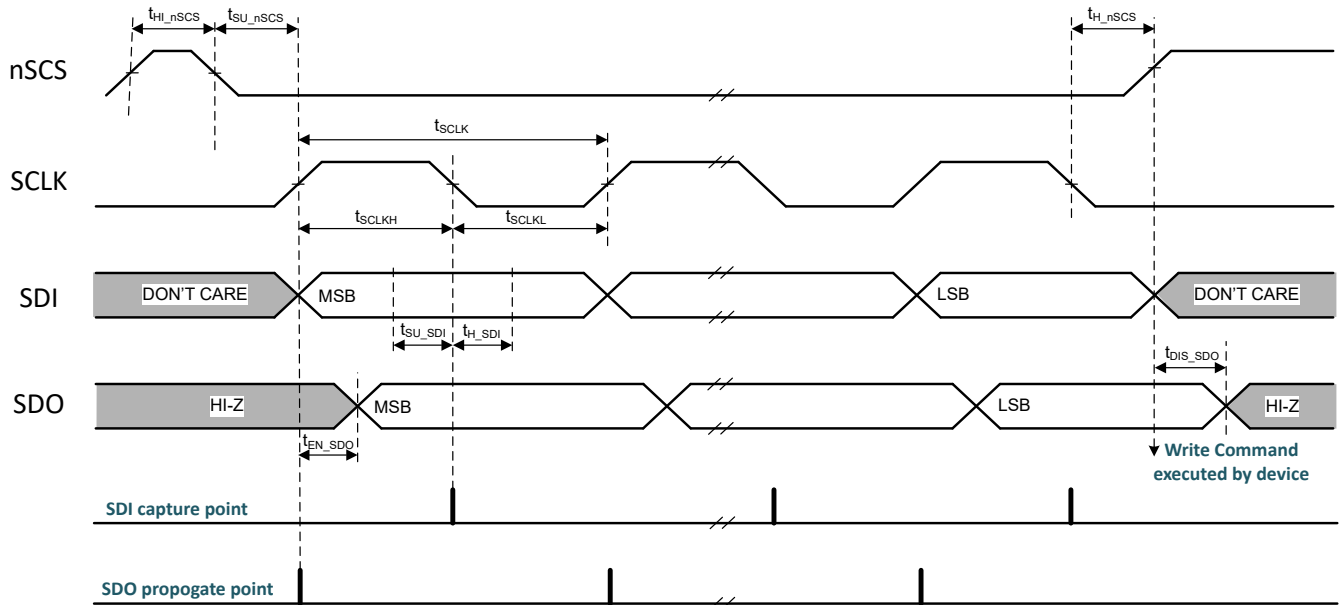 tHI_nSCS
tSU_nSCS
tH_nSCS
nSCS
tSCLK
SCLK
tSCLKH
tSCLKL
SDI
DON'T CARE
MSB
LSB
DON'T CARE
tSU_SDI
tH_SDI
tDIS_SDO
SDO
HI-Z
MSB
LSB
HI-Z
tEN_SDO
Write Command
executed by device
SDI capture point
SDO propogate point